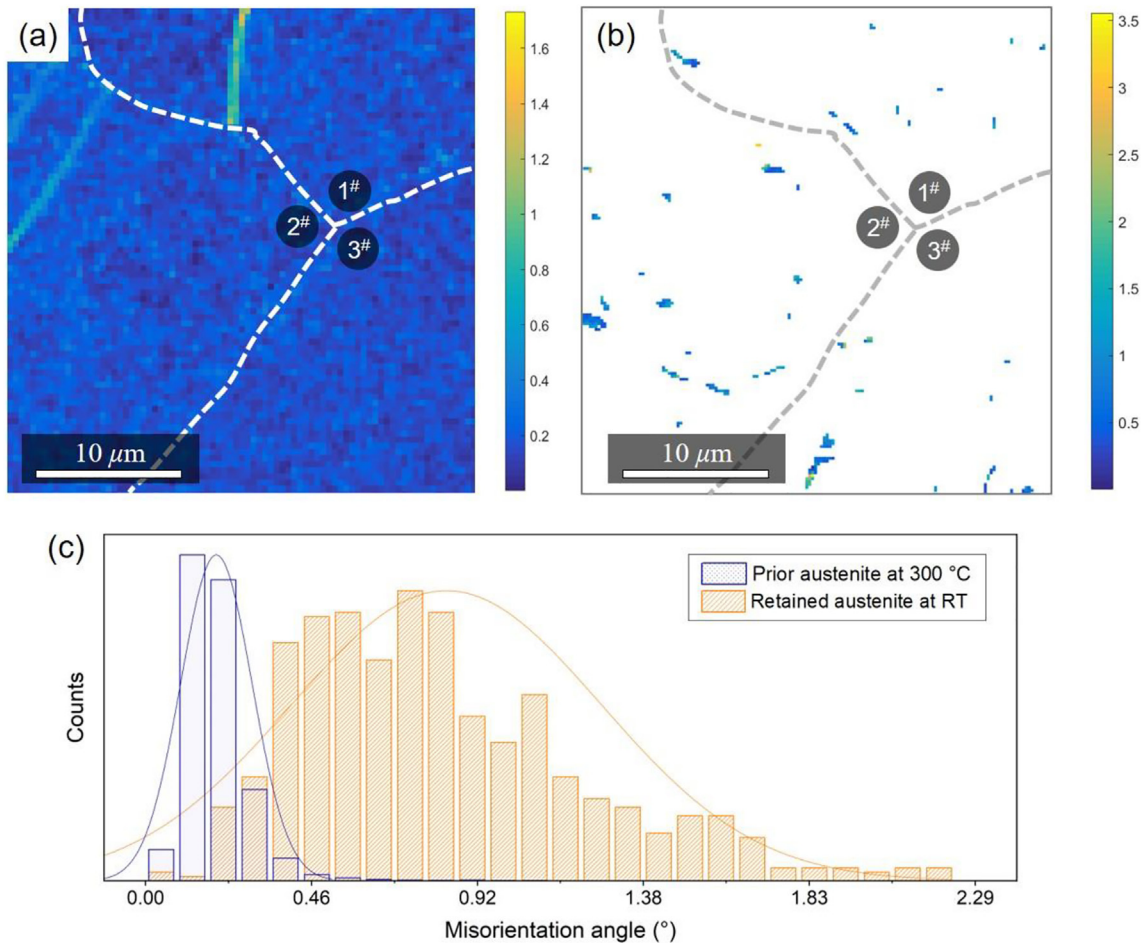 (a)
1.6
1.4
1.2
1
0.8
0.6
0.4
0.2
1#
2#
3#
10 μm
(b)
3.5
3
2.5
2
1.5
1
0.5
1#
2#
3#
10 μm
(c)
Prior austenite at 300 °C
Retained austenite at RT
Counts
0.00 0.46 0.92 1.38 1.83 2.29
Misorientation angle (°)